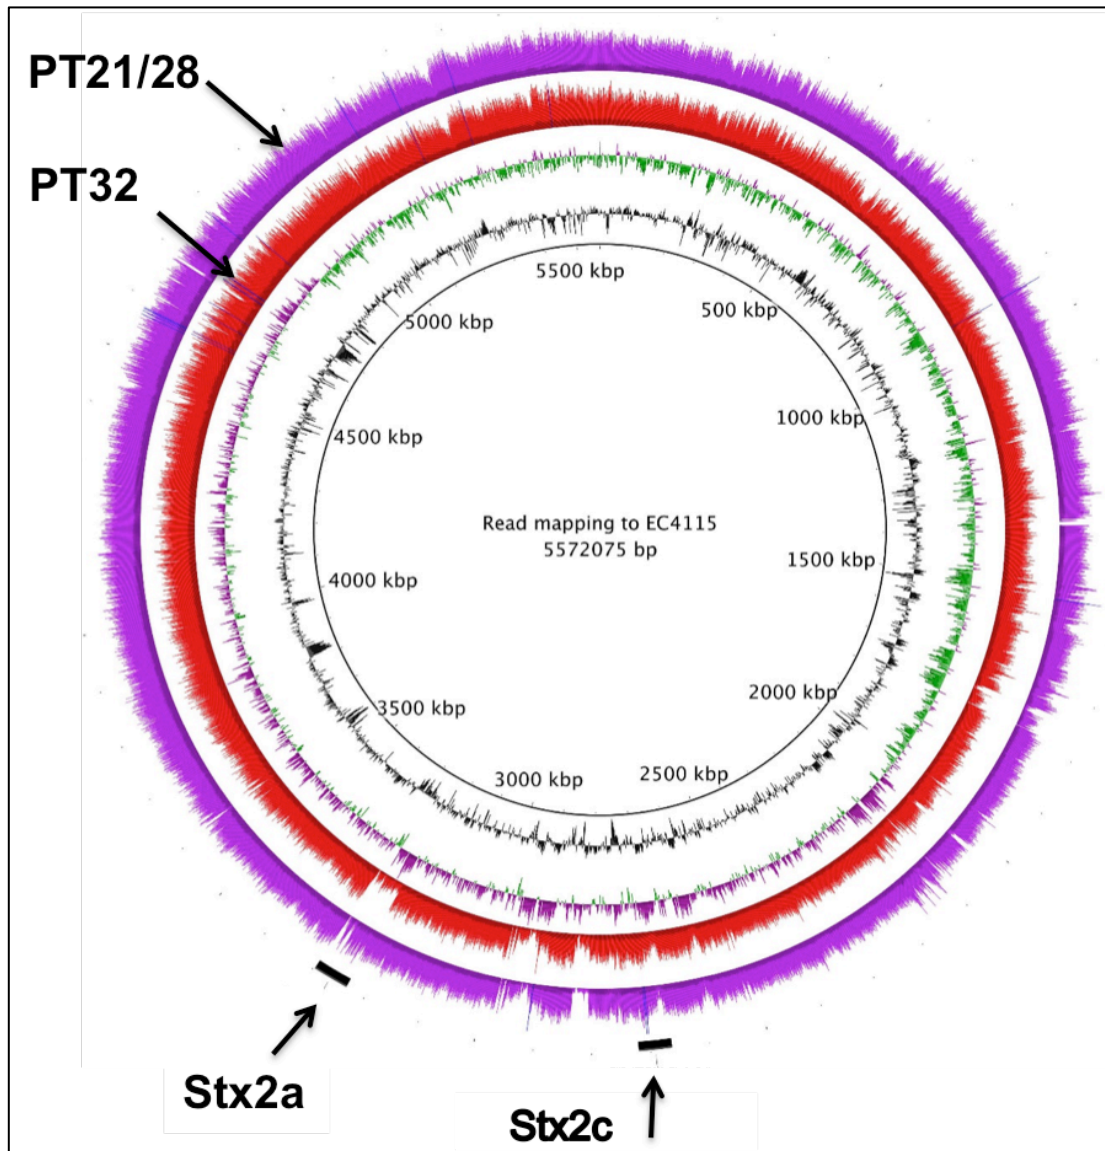 PT21/28
PT32
5500 kbp
500 kbp
5000 kbp
1000 kbp
4500 kbp
Read mapping to EC4115
5572075 bp
1500 kbp
4000 kbp
2000 kbp
3500 kbp
2500 kbp
3000 kbp
Stx2a
Stx2c